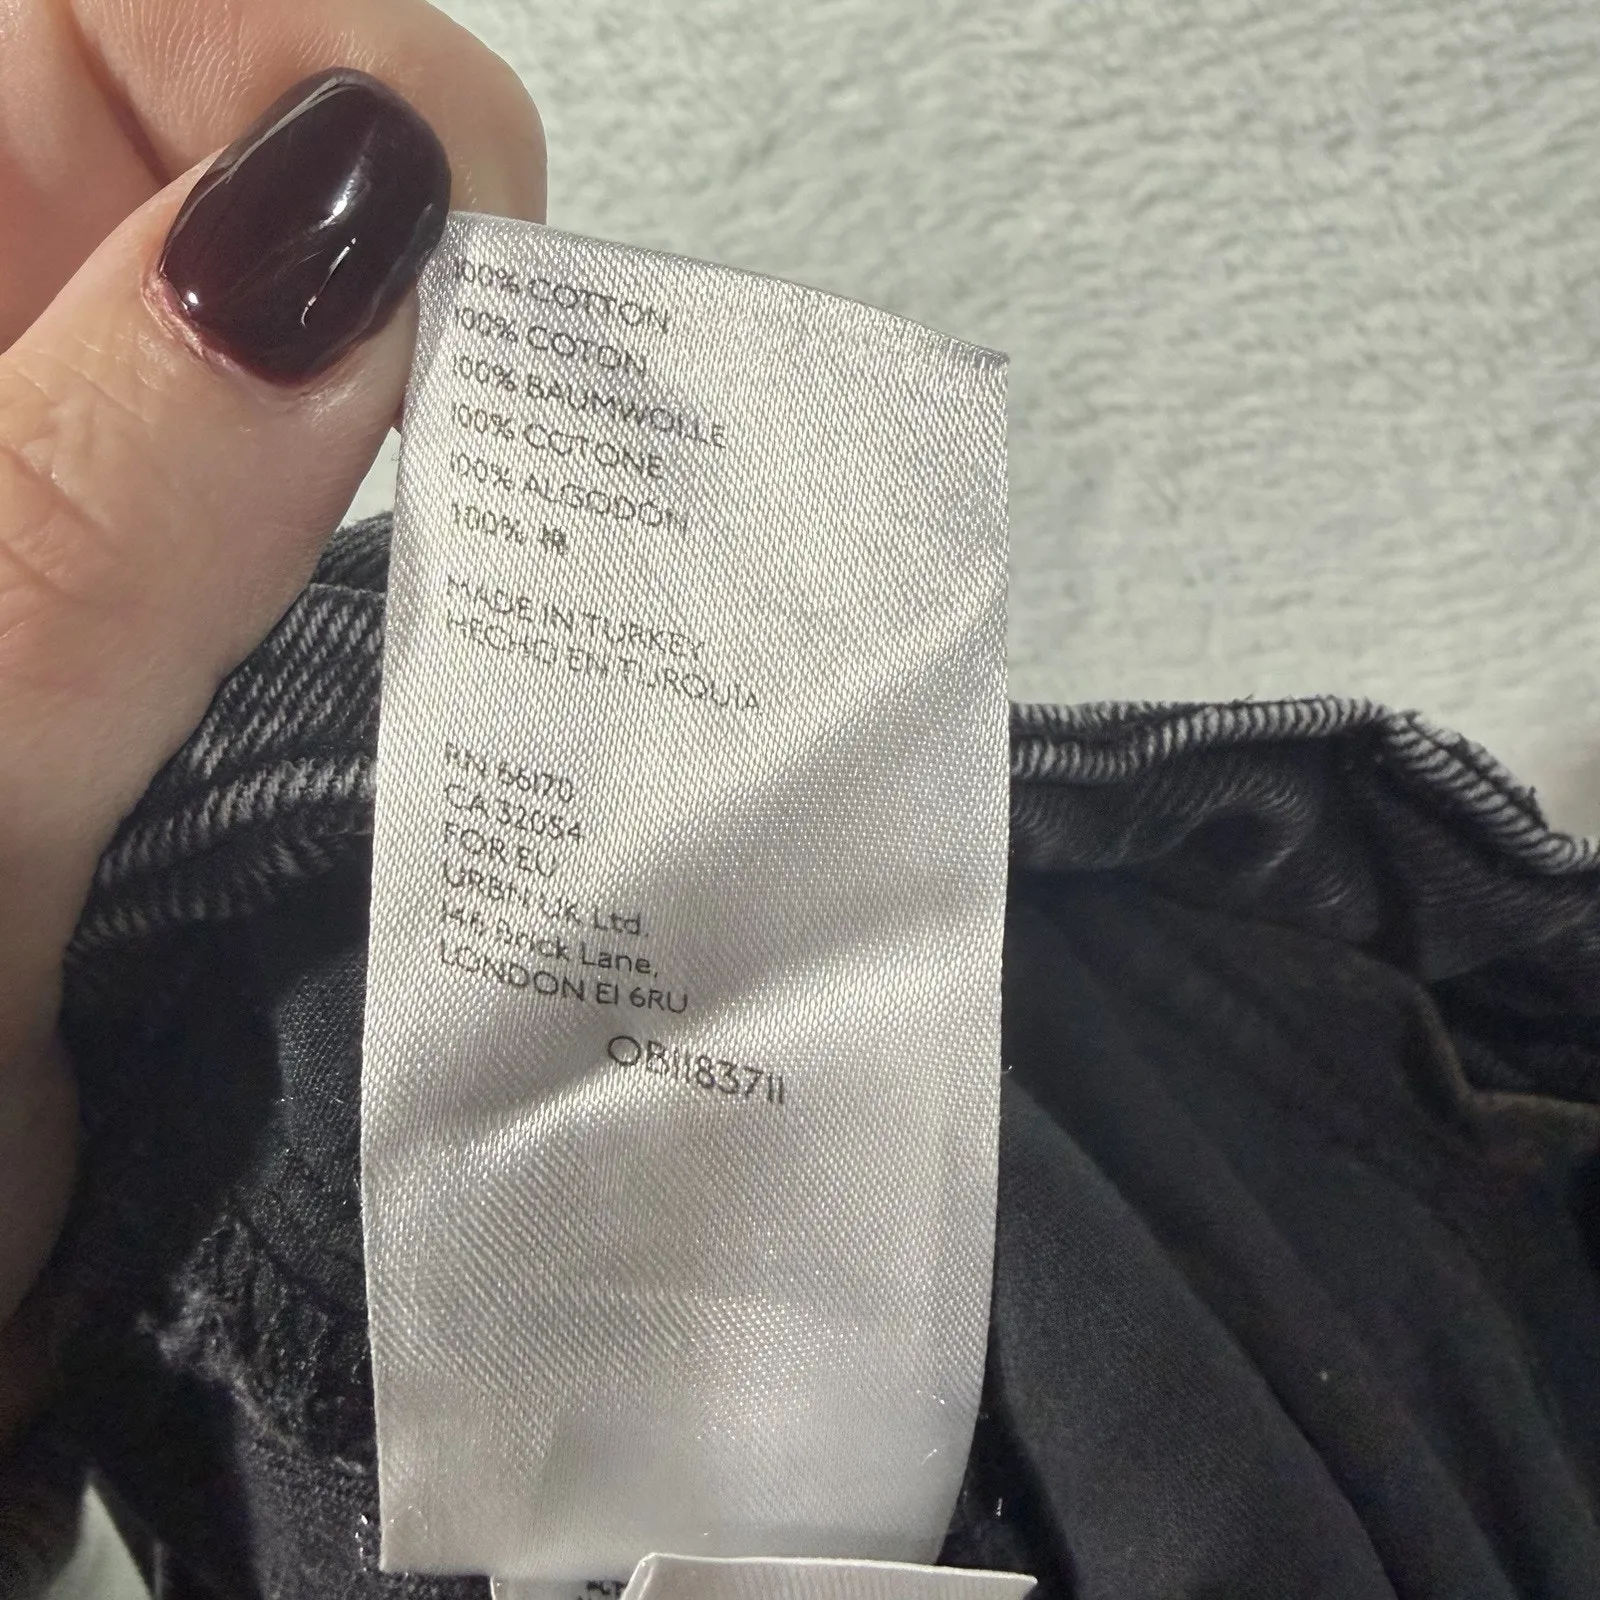 100% COTTON
100% COTON
100% BAUMWOLLE
100% COTONE
100% ALGODÓN
100% 棉
MADE IN TURKEY
HECHO EN TURQUIA
RN 66170
CA 32054
FOR EU
URBN UK Ltd.
146 Brick Lane,
LONDON E1 6RU
OB1183711